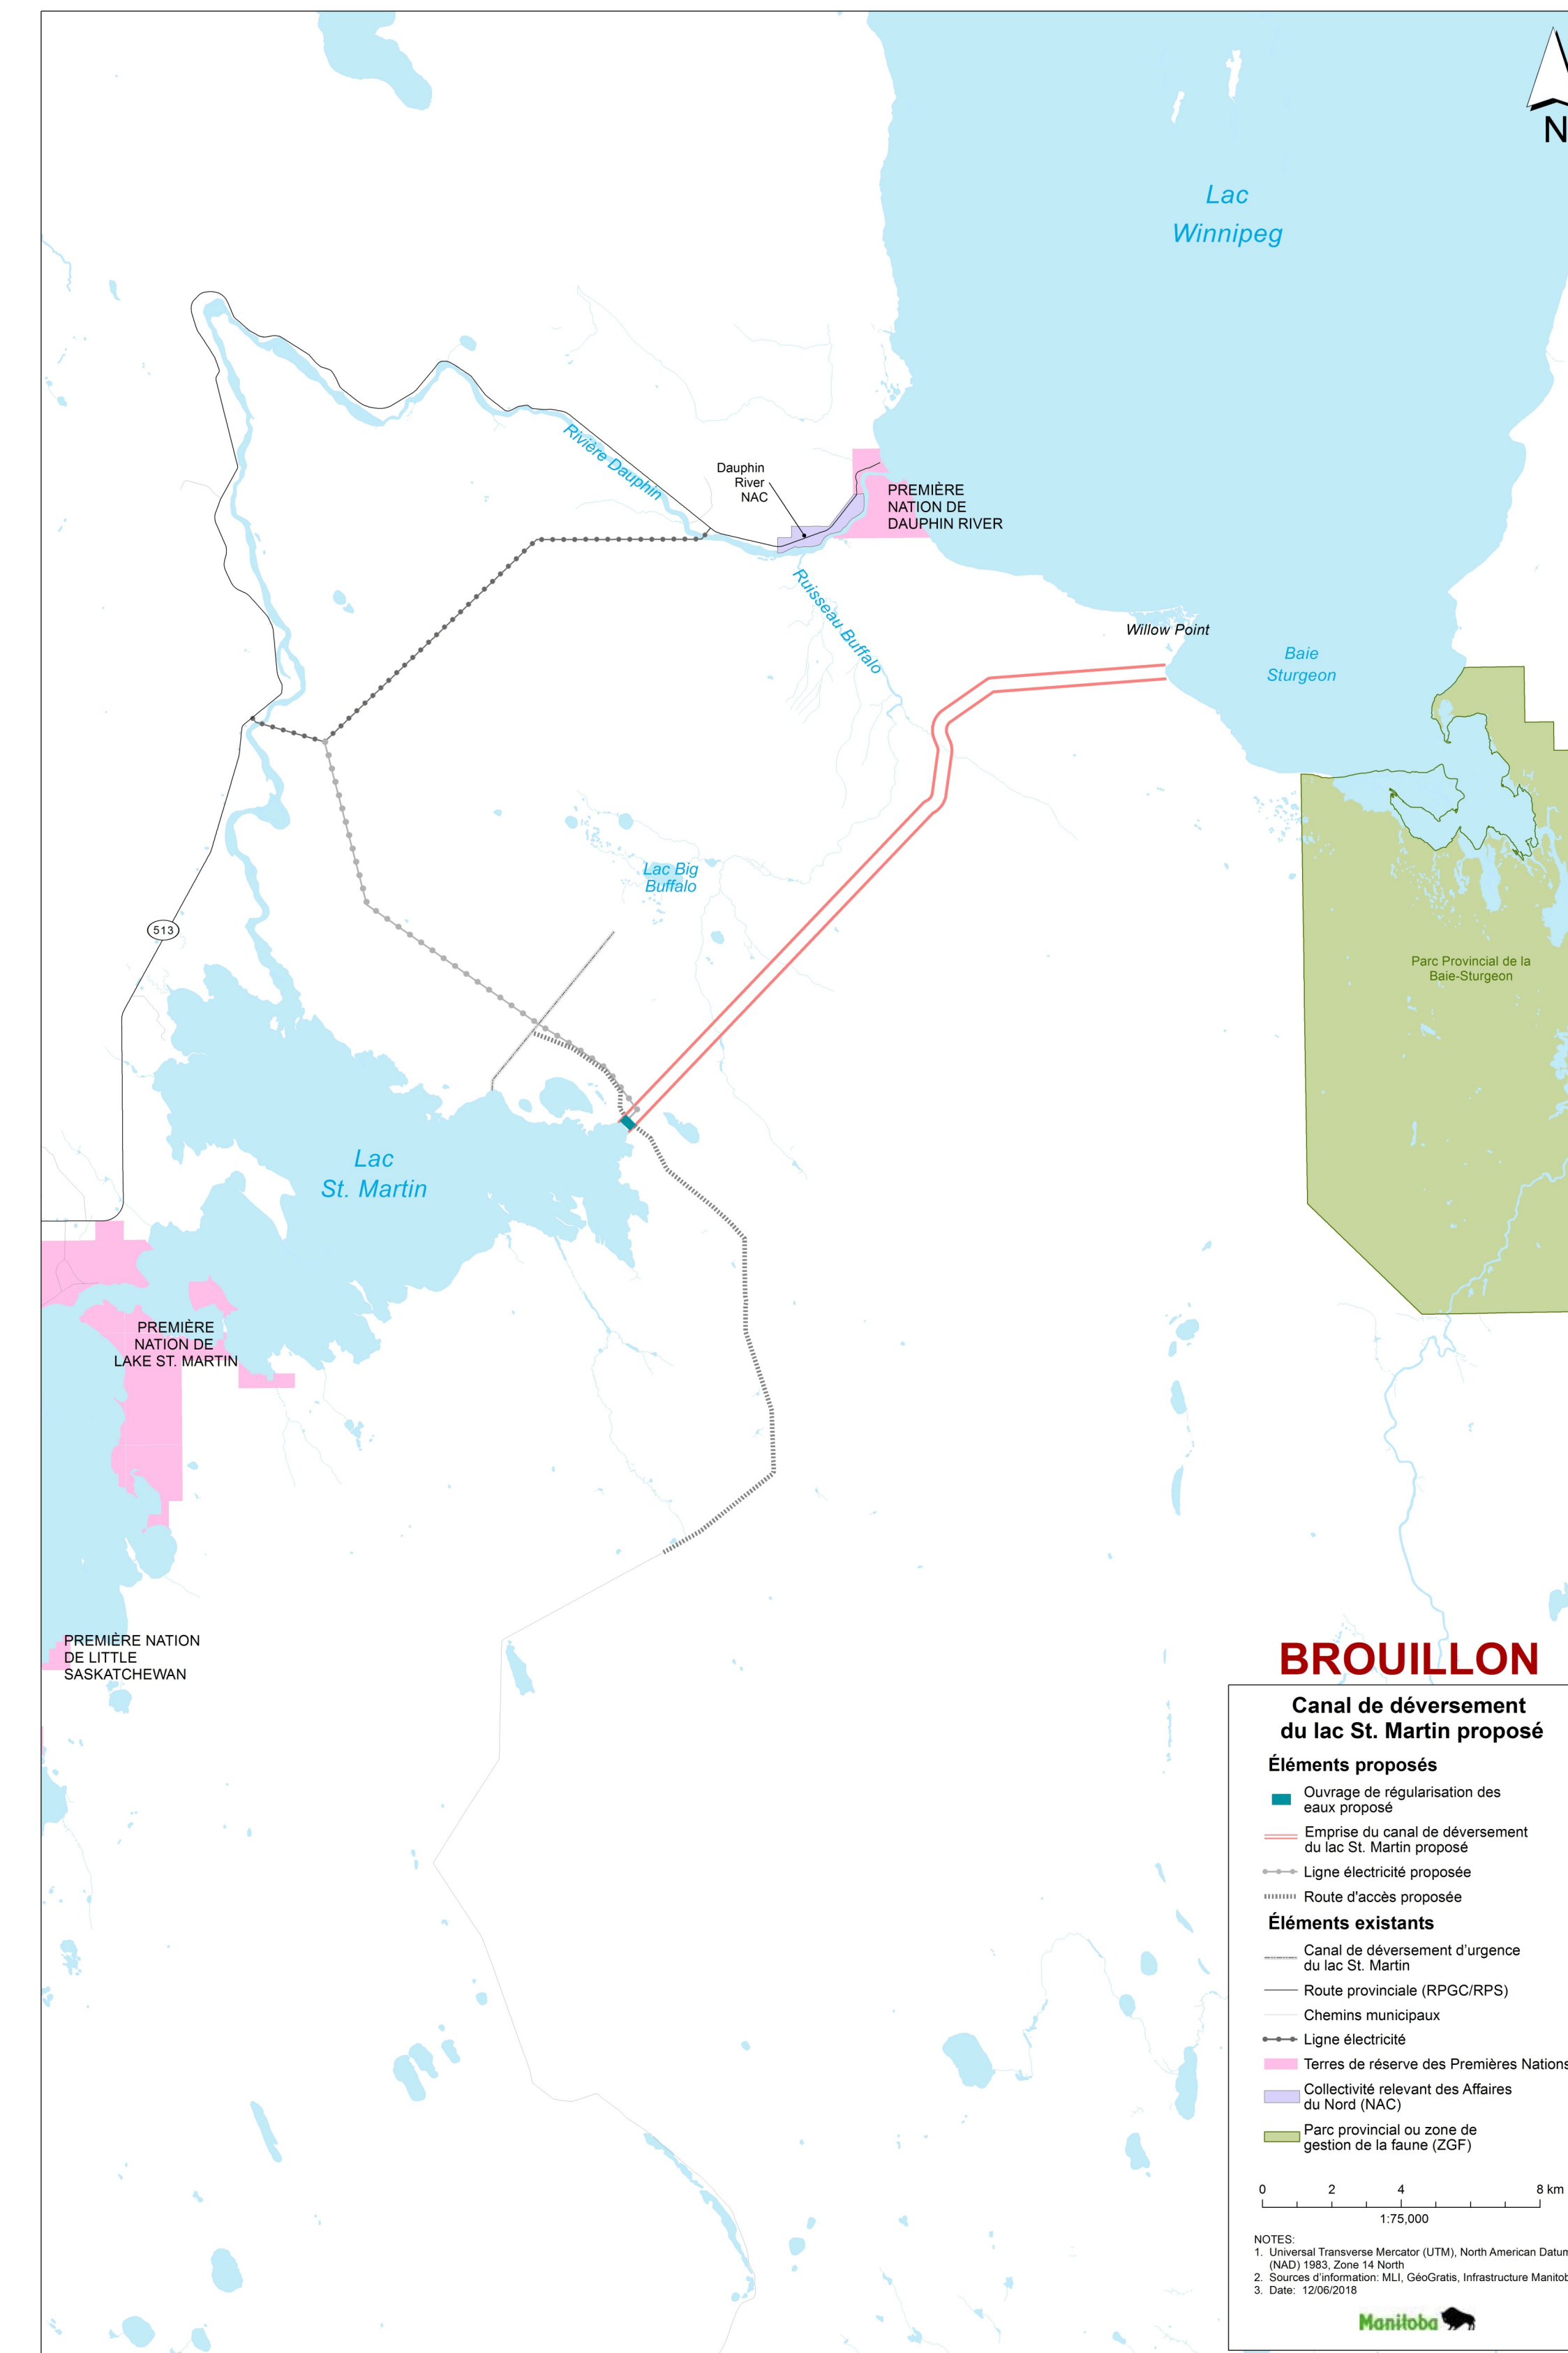 N
Lac
Winnipeg
Rivière Dauphin
Dauphin
River
NAC
PREMIÈRE
NATION DE
DAUPHIN RIVER
Ruisseau Buffalo
Willow Point
Baie
Sturgeon
Lac Big
Buffalo
513
Parc Provincial de la
Baie-Sturgeon
Lac
St. Martin
PREMIÈRE
NATION DE
LAKE ST. MARTIN
PREMIÈRE NATION
DE LITTLE
SASKATCHEWAN
BROUILLON
Canal de déversement
du lac St. Martin proposé
Éléments proposés
Ouvrage de régularisation des
eaux proposé
Emprise du canal de déversement
du lac St. Martin proposé
Ligne électricité proposée
Route d'accès proposée
Éléments existants
Canal de déversement d’urgence
du lac St. Martin
Route provinciale (RPGC/RPS)
Chemins municipaux
Ligne électricité
Terres de réserve des Premières Nations
Collectivité relevant des Affaires
du Nord (NAC)
Parc provincial ou zone de
gestion de la faune (ZGF)
0 2 4 8 km
1:75,000
NOTES:
1. Universal Transverse Mercator (UTM), North American Datum
(NAD) 1983, Zone 14 North
2. Sources d’information: MLI, GéoGratis, Infrastructure Manitob
3. Date: 12/06/2018
Manitoba